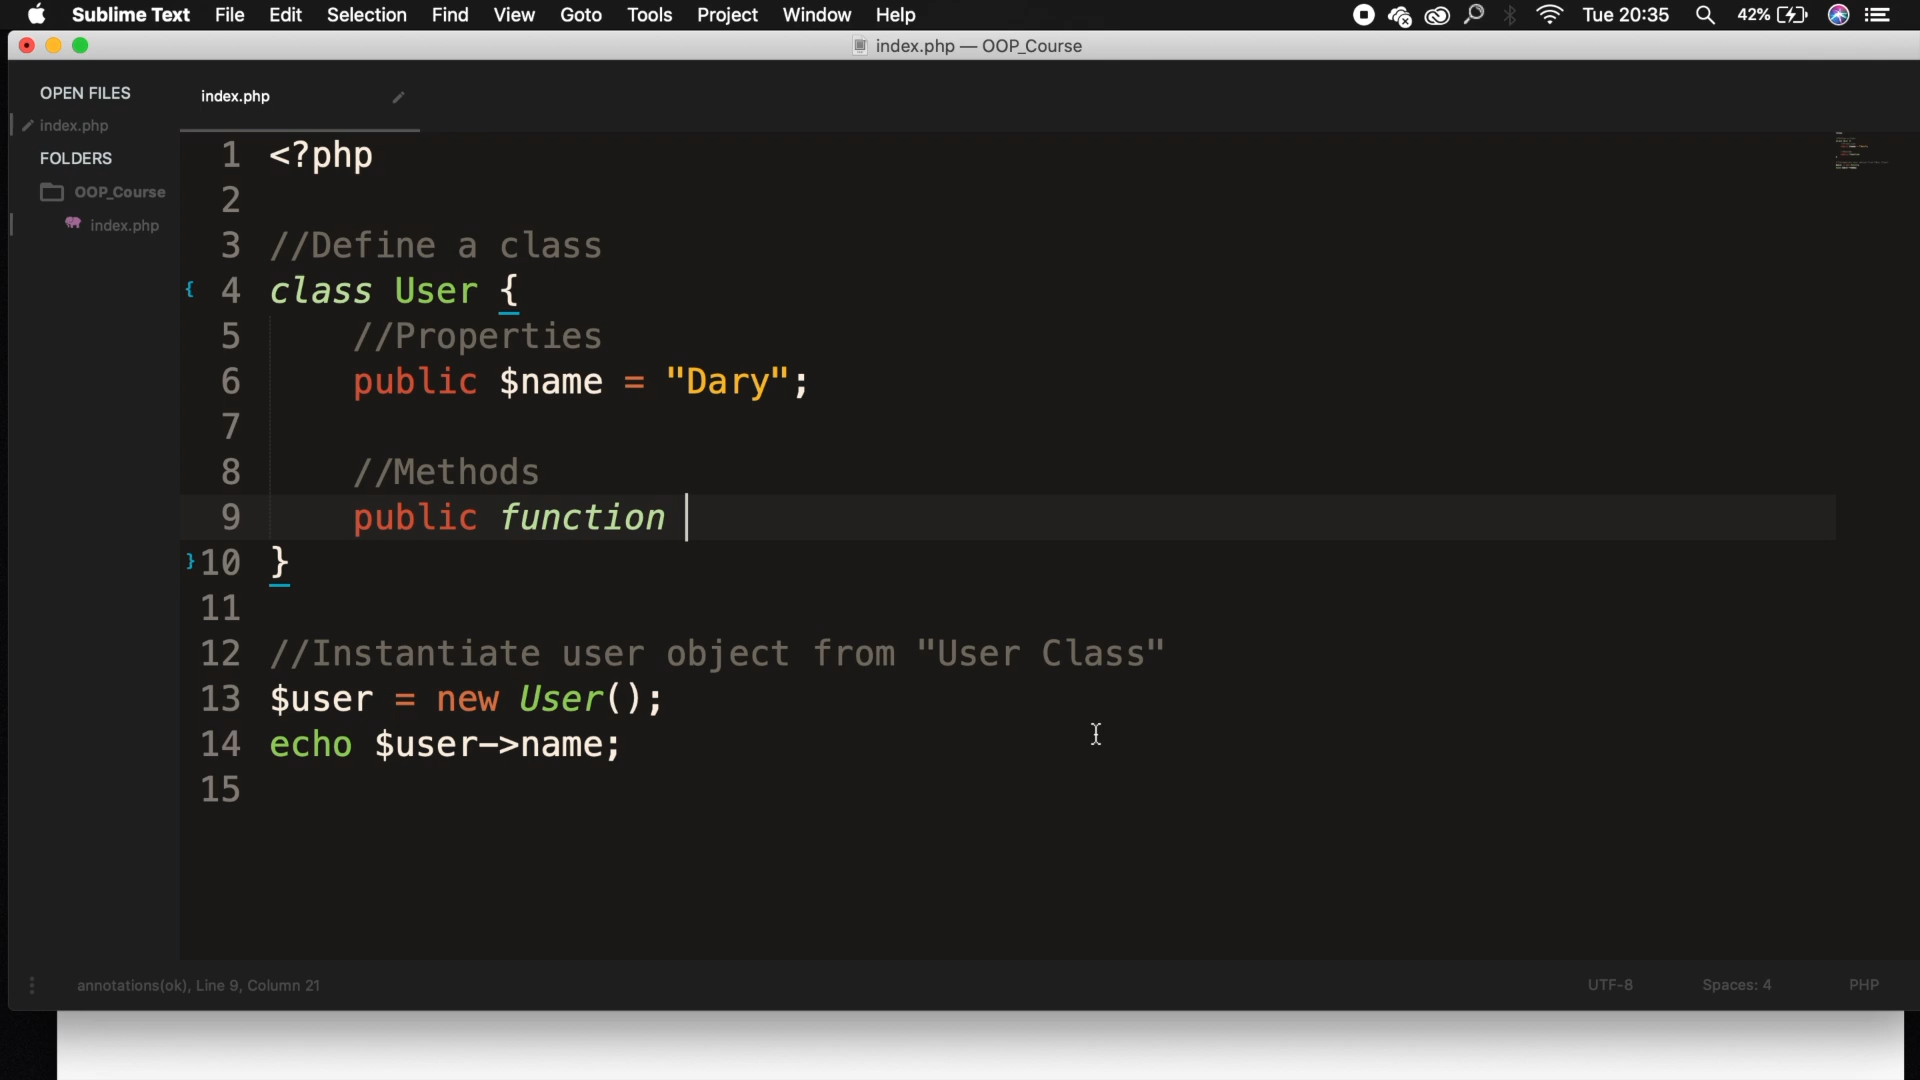 Sublime Text File Edit Selection Find View Goto Tools Project Window Help Tue 20:35 42%
index.php — OOP_Course
OPEN FILES
index.php
FOLDERS
OOP_Course
index.php
index.php
1 <?php
2
3 //Define a class
{ 4 class User {
5 //Properties
6 public $name = "Dary";
7
8 //Methods
9 public function
} 10 }
11
12 //Instantiate user object from "User Class"
13 $user = new User();
14 echo $user->name;
15
annotations(ok), Line 9, Column 21 UTF-8 Spaces: 4 PHP